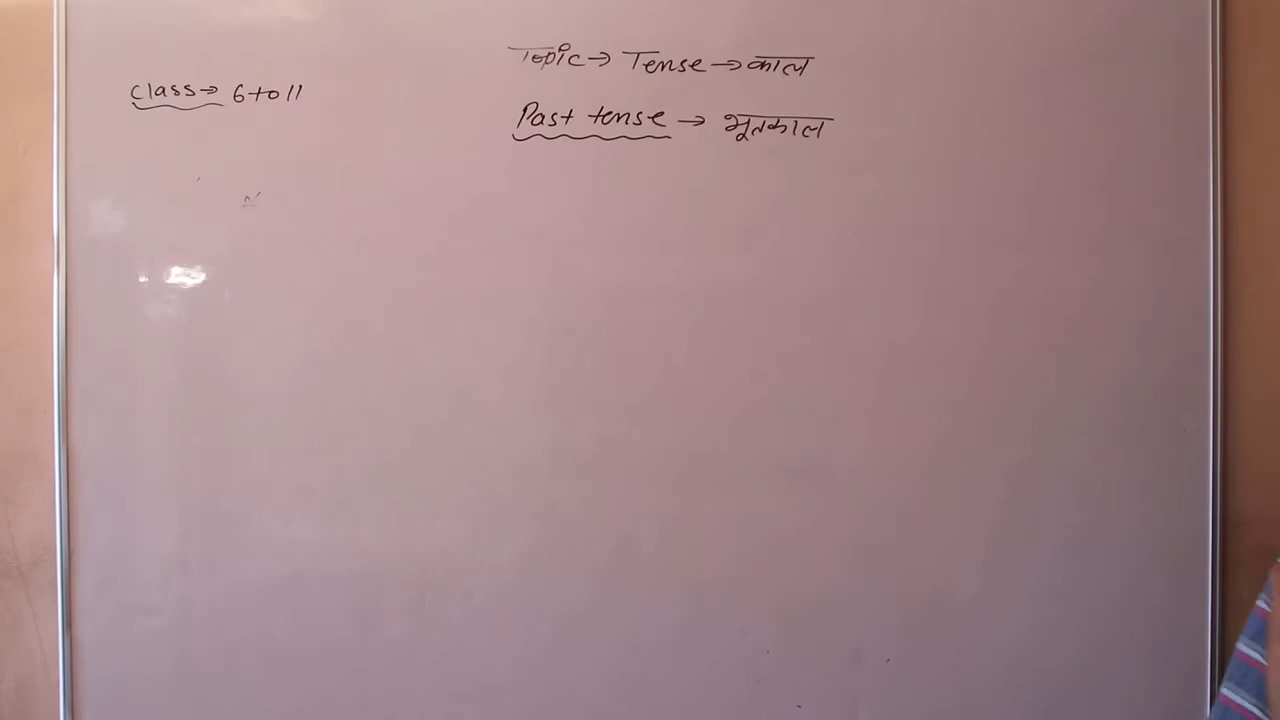 Topic → Tense → काल
Class → 6 to 11
Past tense → भूतकाल